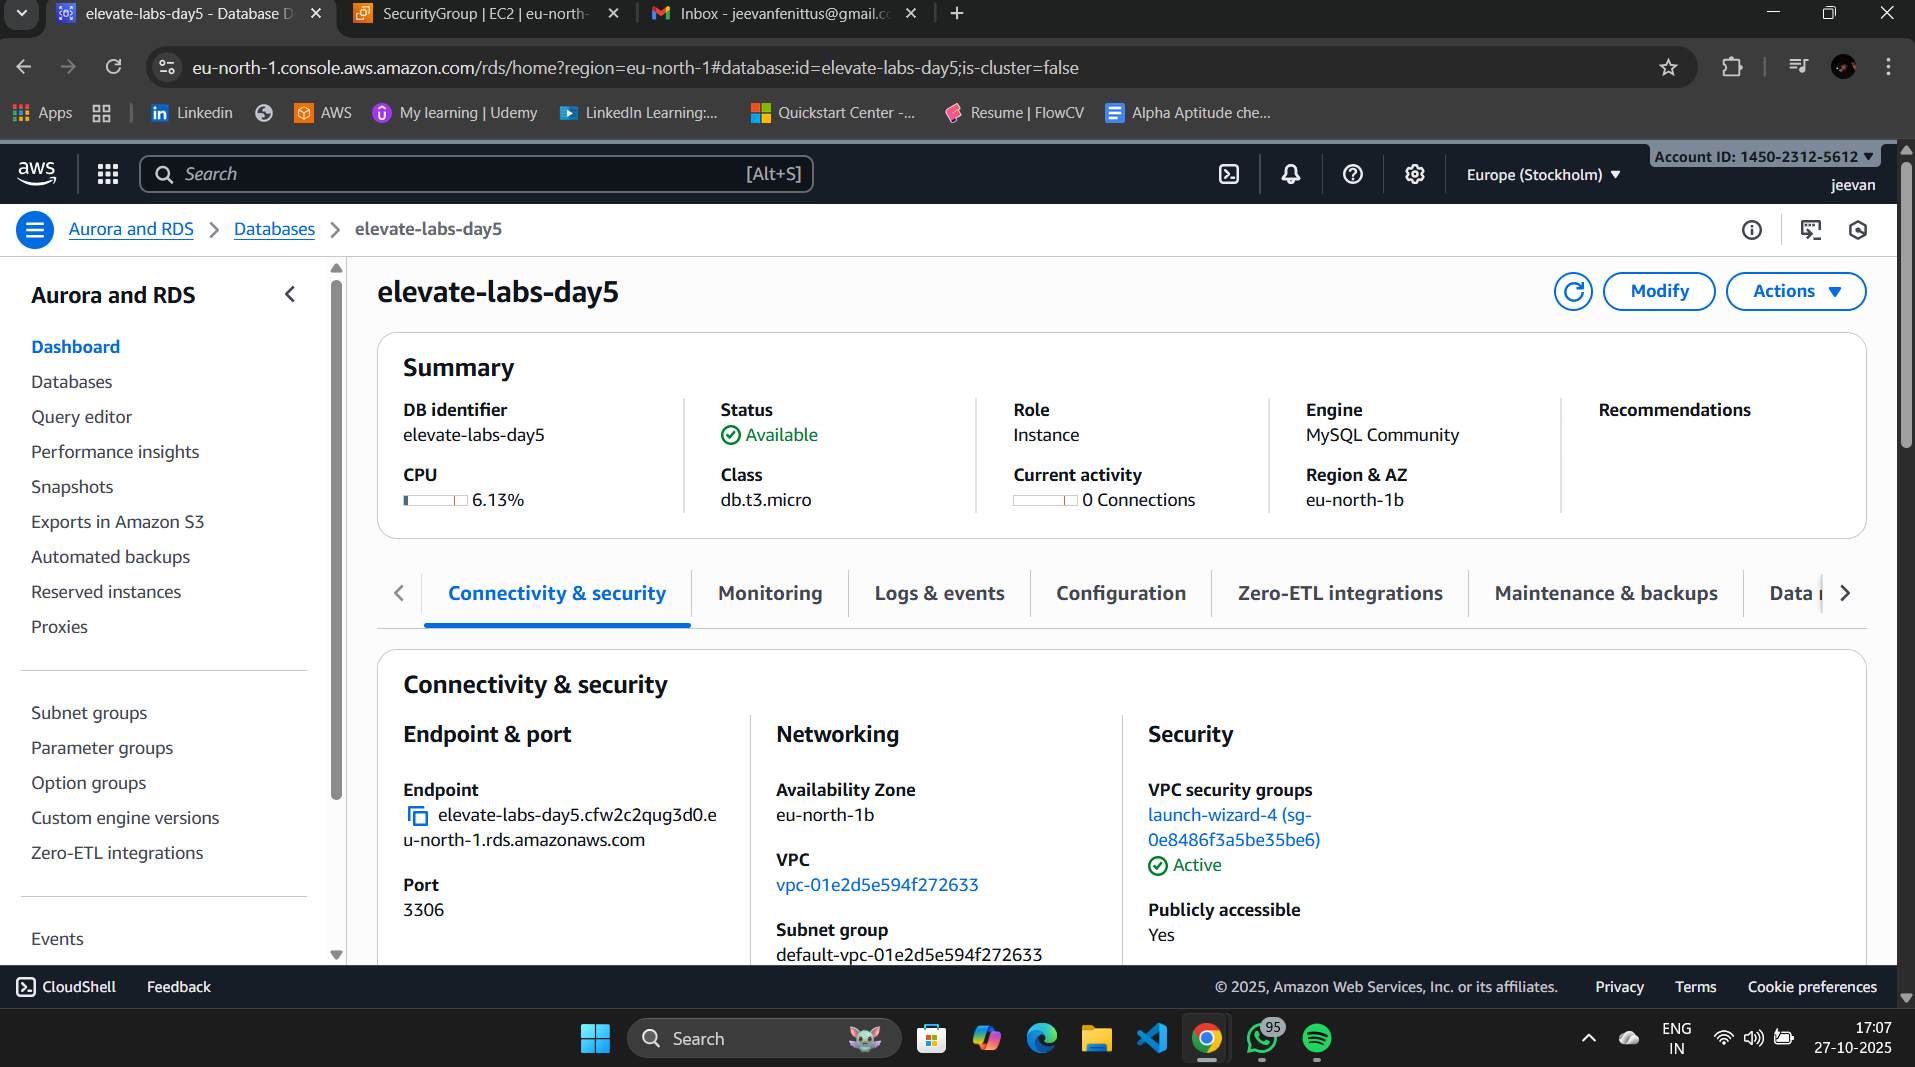 elevate-labs-day5 - Database D
SecurityGroup | EC2 | eu-north-
Inbox - jeevanfenittus@gmail.co
eu-north-1.console.aws.amazon.com/rds/home?region=eu-north-1#database:id=elevate-labs-day5;is-cluster=false
Apps
Linkedin
AWS
My learning | Udemy
LinkedIn Learning:...
Quickstart Center -...
Resume | FlowCV
Alpha Aptitude che...
aws
Search
[Alt+S]
Europe (Stockholm)
Account ID: 1450-2312-5612
jeevan
Aurora and RDS
Databases
elevate-labs-day5
Aurora and RDS
Dashboard
Databases
Query editor
Performance insights
Snapshots
Exports in Amazon S3
Automated backups
Reserved instances
Proxies
Subnet groups
Parameter groups
Option groups
Custom engine versions
Zero-ETL integrations
Events
elevate-labs-day5
Modify
Actions
Summary
DB identifier
elevate-labs-day5
CPU
6.13%
Status
Available
Class
db.t3.micro
Role
Instance
Current activity
0 Connections
Engine
MySQL Community
Region & AZ
eu-north-1b
Recommendations
Connectivity & security
Monitoring
Logs & events
Configuration
Zero-ETL integrations
Maintenance & backups
Data
Connectivity & security
Endpoint & port
Endpoint
elevate-labs-day5.cfw2c2qug3d0.e
u-north-1.rds.amazonaws.com
Port
3306
Networking
Availability Zone
eu-north-1b
VPC
vpc-01e2d5e594f272633
Subnet group
default-vpc-01e2d5e594f272633
Security
VPC security groups
launch-wizard-4 (sg-
0e8486f3a5be35be6)
Active
Publicly accessible
Yes
CloudShell
Feedback
© 2025, Amazon Web Services, Inc. or its affiliates.
Privacy
Terms
Cookie preferences
Search
95
ENG
IN
17:07
27-10-2025